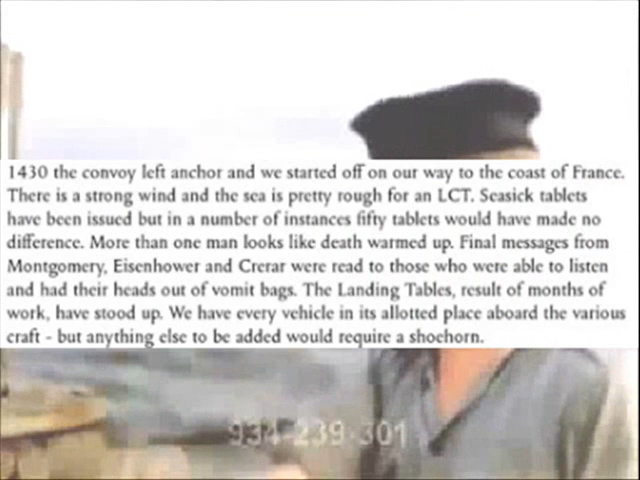 1430 the convoy left anchor and we started off on our way to the coast of France.
There is a strong wind and the sea is pretty rough for an LCT. Seasick tablets
have been issued but in a number of instances fifty tablets would have made no
difference. More than one man looks like death warmed up. Final messages from
Montgomery, Eisenhower and Crerar were read to those who were able to listen
and had their heads out of vomit bags. The Landing Tables, result of months of
work, have stood up. We have every vehicle in its allotted place aboard the various
craft - but anything else to be added would require a shoehorn.
934-239-301